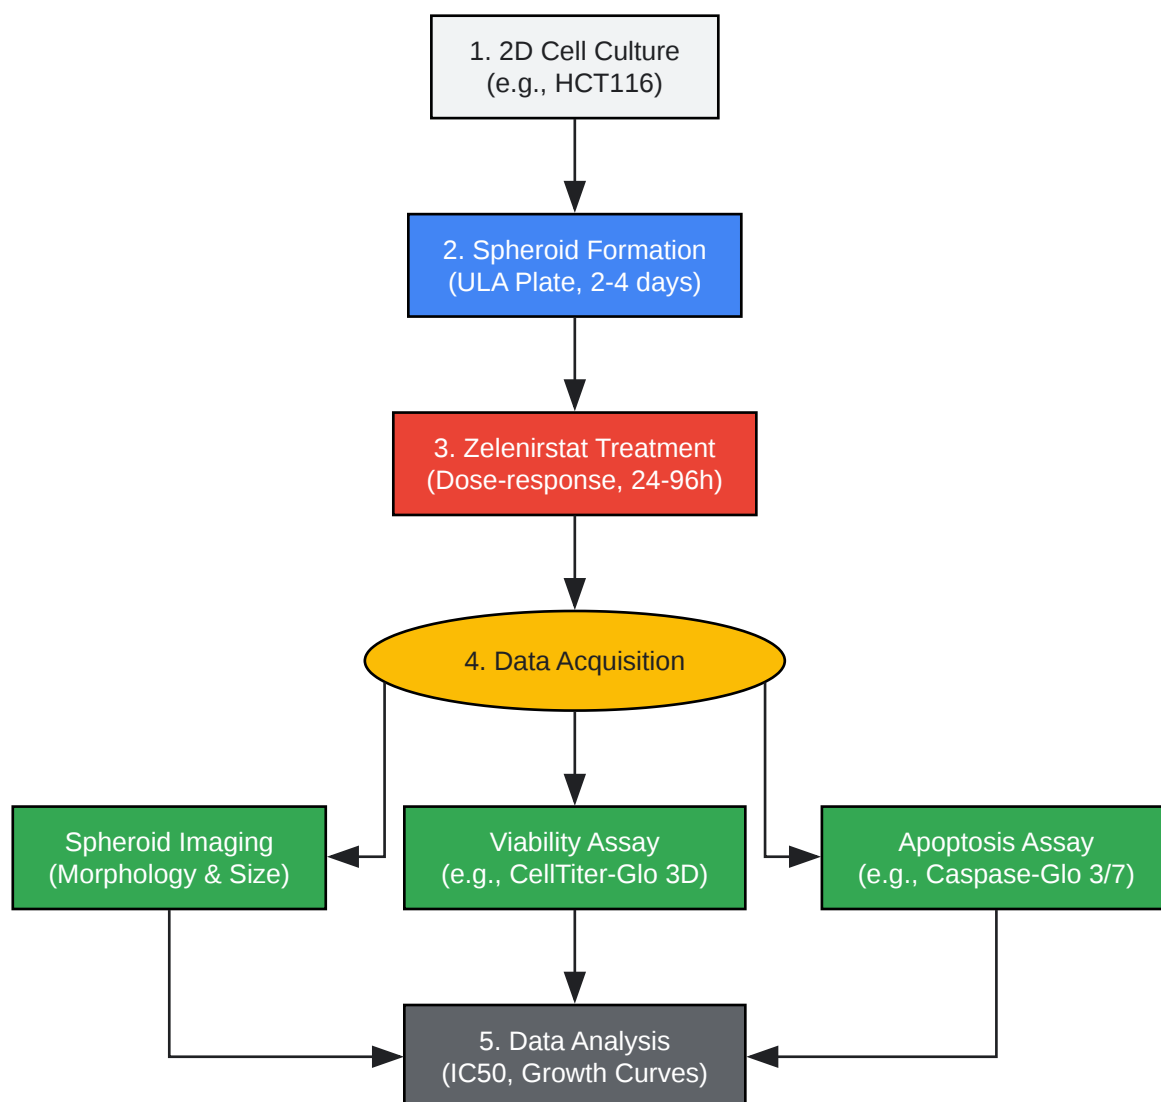 1. 2D Cell Culture
(e.g., HCT116)
2. Spheroid Formation
(ULA Plate, 2-4 days)
3. Zelenirstat Treatment
(Dose-response, 24-96h)
4. Data Acquisition
Spheroid Imaging
(Morphology & Size)
Viability Assay
(e.g., CellTiter-Glo 3D)
Apoptosis Assay
(e.g., Caspase-Glo 3/7)
5. Data Analysis
(IC50, Growth Curves)